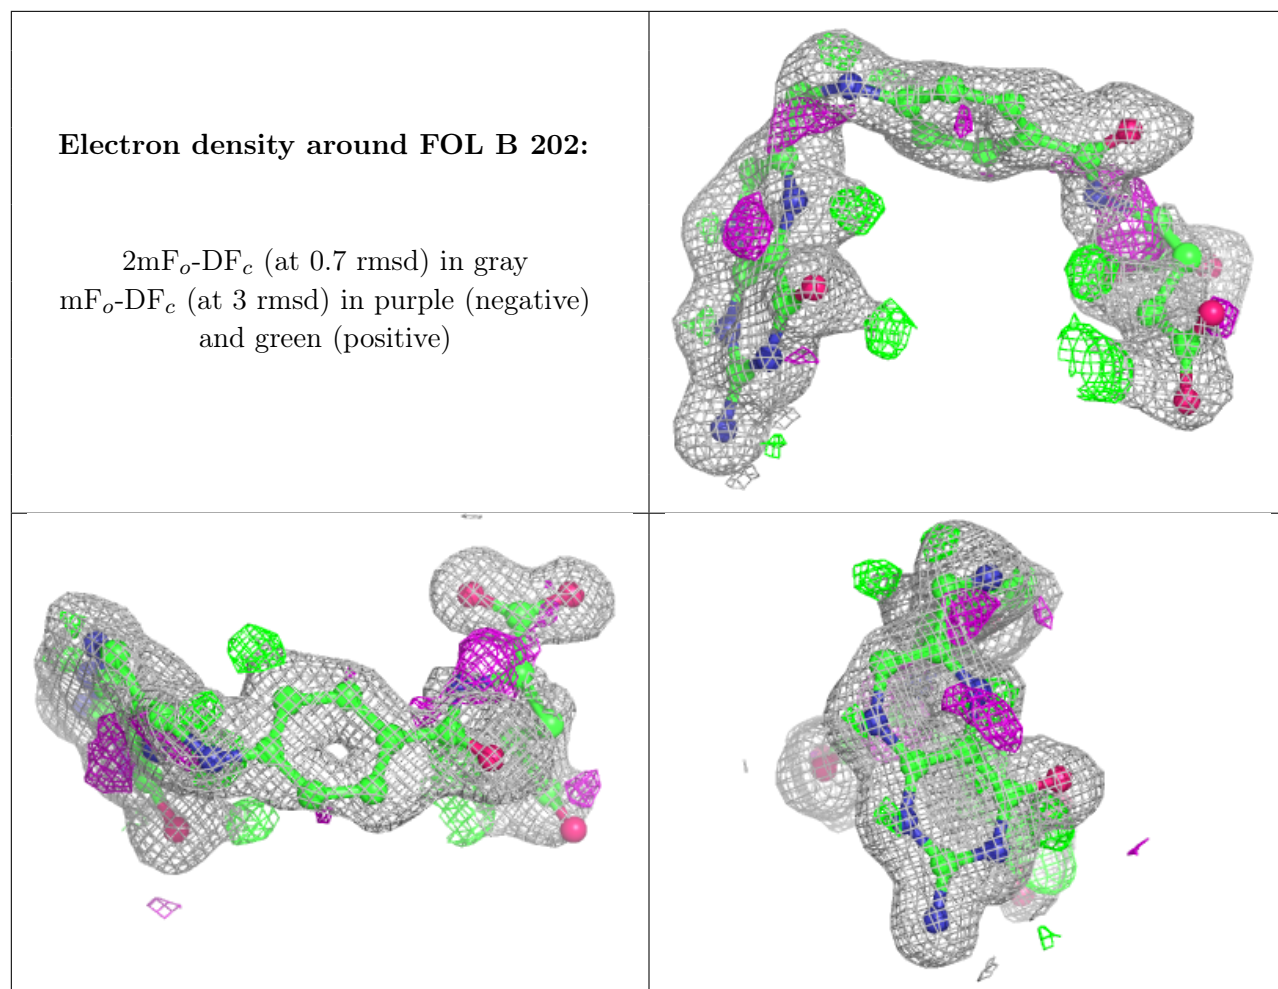 Electron density around FOL B 202:
2mFo-DFc (at 0.7 rmsd) in gray
mFo-DFc (at 3 rmsd) in purple (negative)
and green (positive)